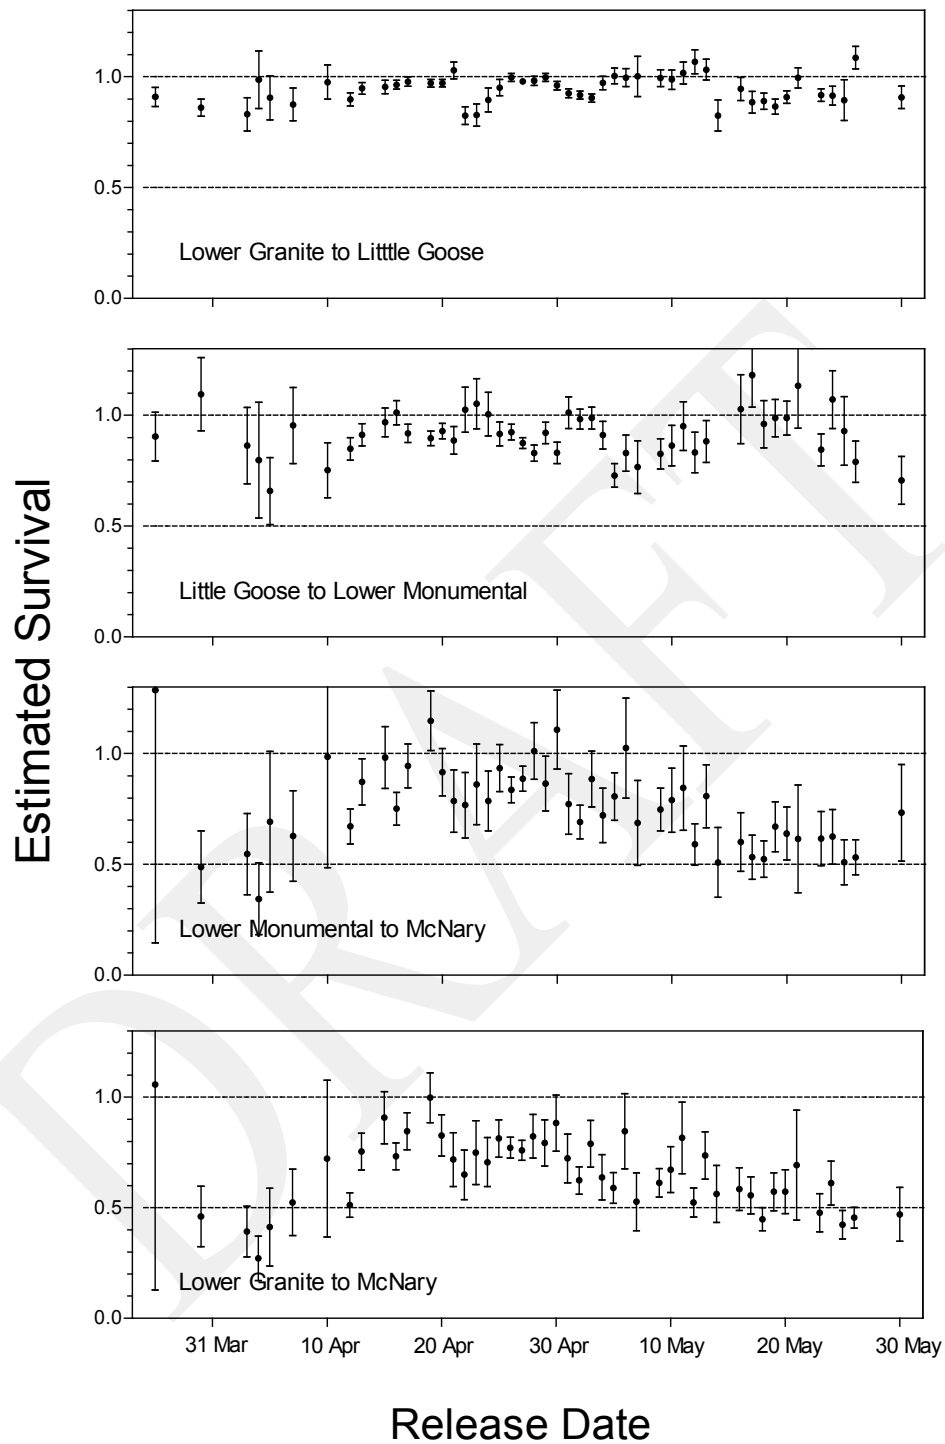 Estimated Survival
1.0
0.5
0.0
Lower Granite to Litttle Goose
1.0
0.5
0.0
Little Goose to Lower Monumental
1.0
0.5
0.0
Lower Monumental to McNary
1.0
0.5
0.0
Lower Granite to McNary
31 Mar 10 Apr 20 Apr 30 Apr 10 May 20 May 30 May
Release Date
DRAFT